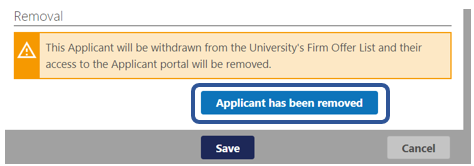 Removal
This Applicant will be withdrawn from the University's Firm Offer List and their
access to the Applicant portal will be removed.
Applicant has been removed
Save
Cancel